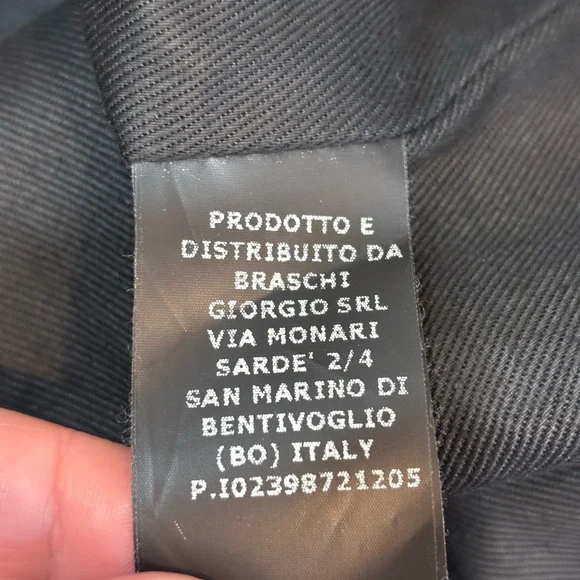 PRODOTTO E
DISTRIBUITO DA
BRASCHI
GIORGIO SRL
VIA MONARI
SARDE' 2/4
SAN MARINO DI
BENTIVOGLIO
(BO) ITALY
P.I02398721205